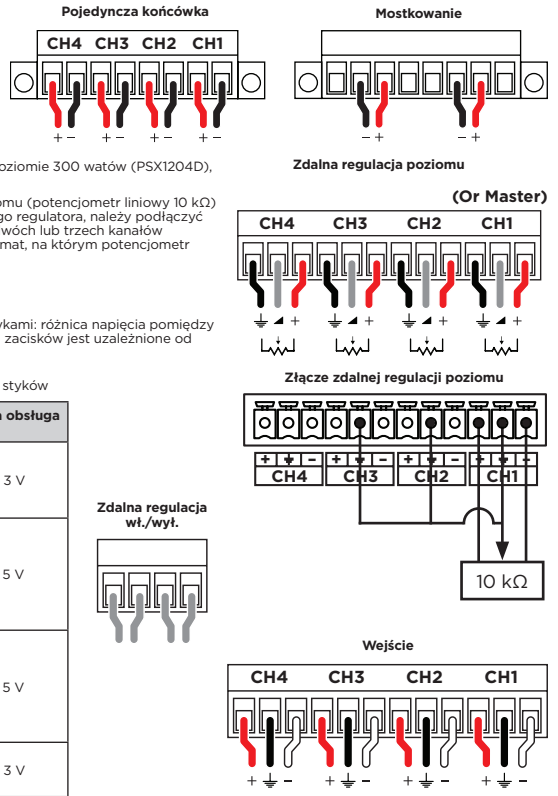 Pojedyncza końcówka
CH4 CH3 CH2 CH1
+ − + − + − + −
Mostkowanie
− + − +
oziomie 300 watów (PSX1204D),
omu (potencjometr liniowy 10 kΩ)
go regulatora, należy podłączyć
wóch lub trzech kanałów
mat, na którym potencjometr
Zdalna regulacja poziomu
(Or Master)
CH4 CH3 CH2 CH1
+ + + +
ykami: różnica napięcia pomiędzy
zacisków jest uzależnione od
styków
Złącze zdalnej regulacji poziomu
+ − + − + − + −
CH4 CH3 CH2 CH1
10 kΩ
obsługa
3 V
5 V
5 V
3 V
Zdalna regulacja
wł./wył.
Wejście
CH4 CH3 CH2 CH1
+ − + − + − + −